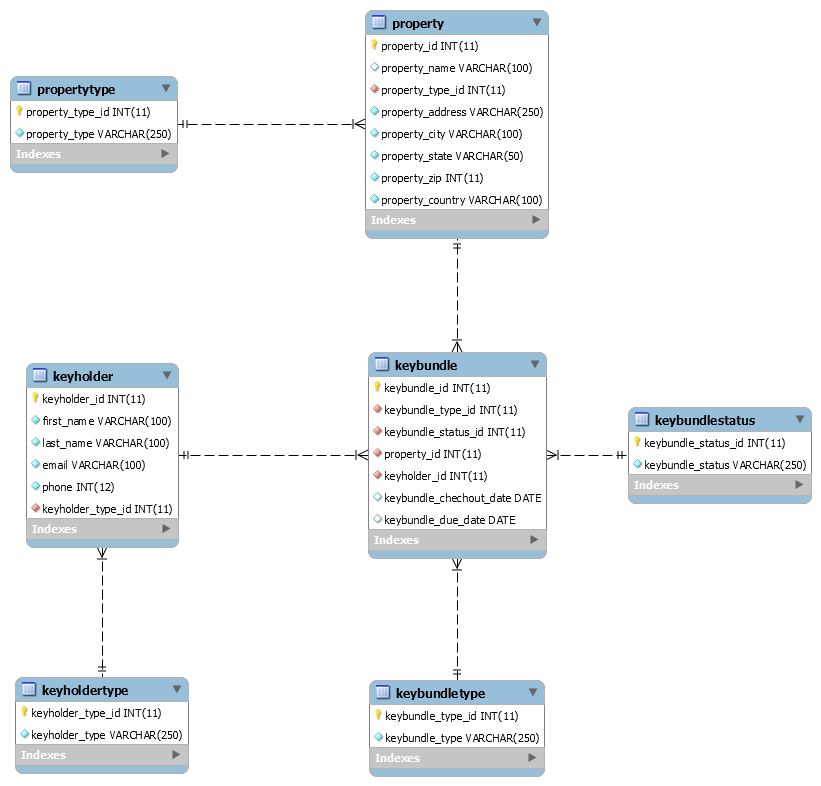 property
property_id INT(11)
property_name VARCHAR(100)
property_type_id INT(11)
property_address VARCHAR(250)
property_city VARCHAR(100)
property_state VARCHAR(50)
property_zip INT(11)
property_country VARCHAR(100)
Indexes
propertytype
property_type_id INT(11)
property_type VARCHAR(250)
Indexes
keyholder
keyholder_id INT(11)
first_name VARCHAR(100)
last_name VARCHAR(100)
email VARCHAR(100)
phone INT(12)
keyholder_type_id INT(11)
Indexes
keybundle
keybundle_id INT(11)
keybundle_type_id INT(11)
keybundle_status_id INT(11)
property_id INT(11)
keyholder_id INT(11)
keybundle_chechout_date DATE
keybundle_due_date DATE
Indexes
keybundlestatus
keybundle_status_id INT(11)
keybundle_status VARCHAR(250)
Indexes
keyholdertype
keyholder_type_id INT(11)
keyholder_type VARCHAR(250)
Indexes
keybundletype
keybundle_type_id INT(11)
keybundle_type VARCHAR(250)
Indexes